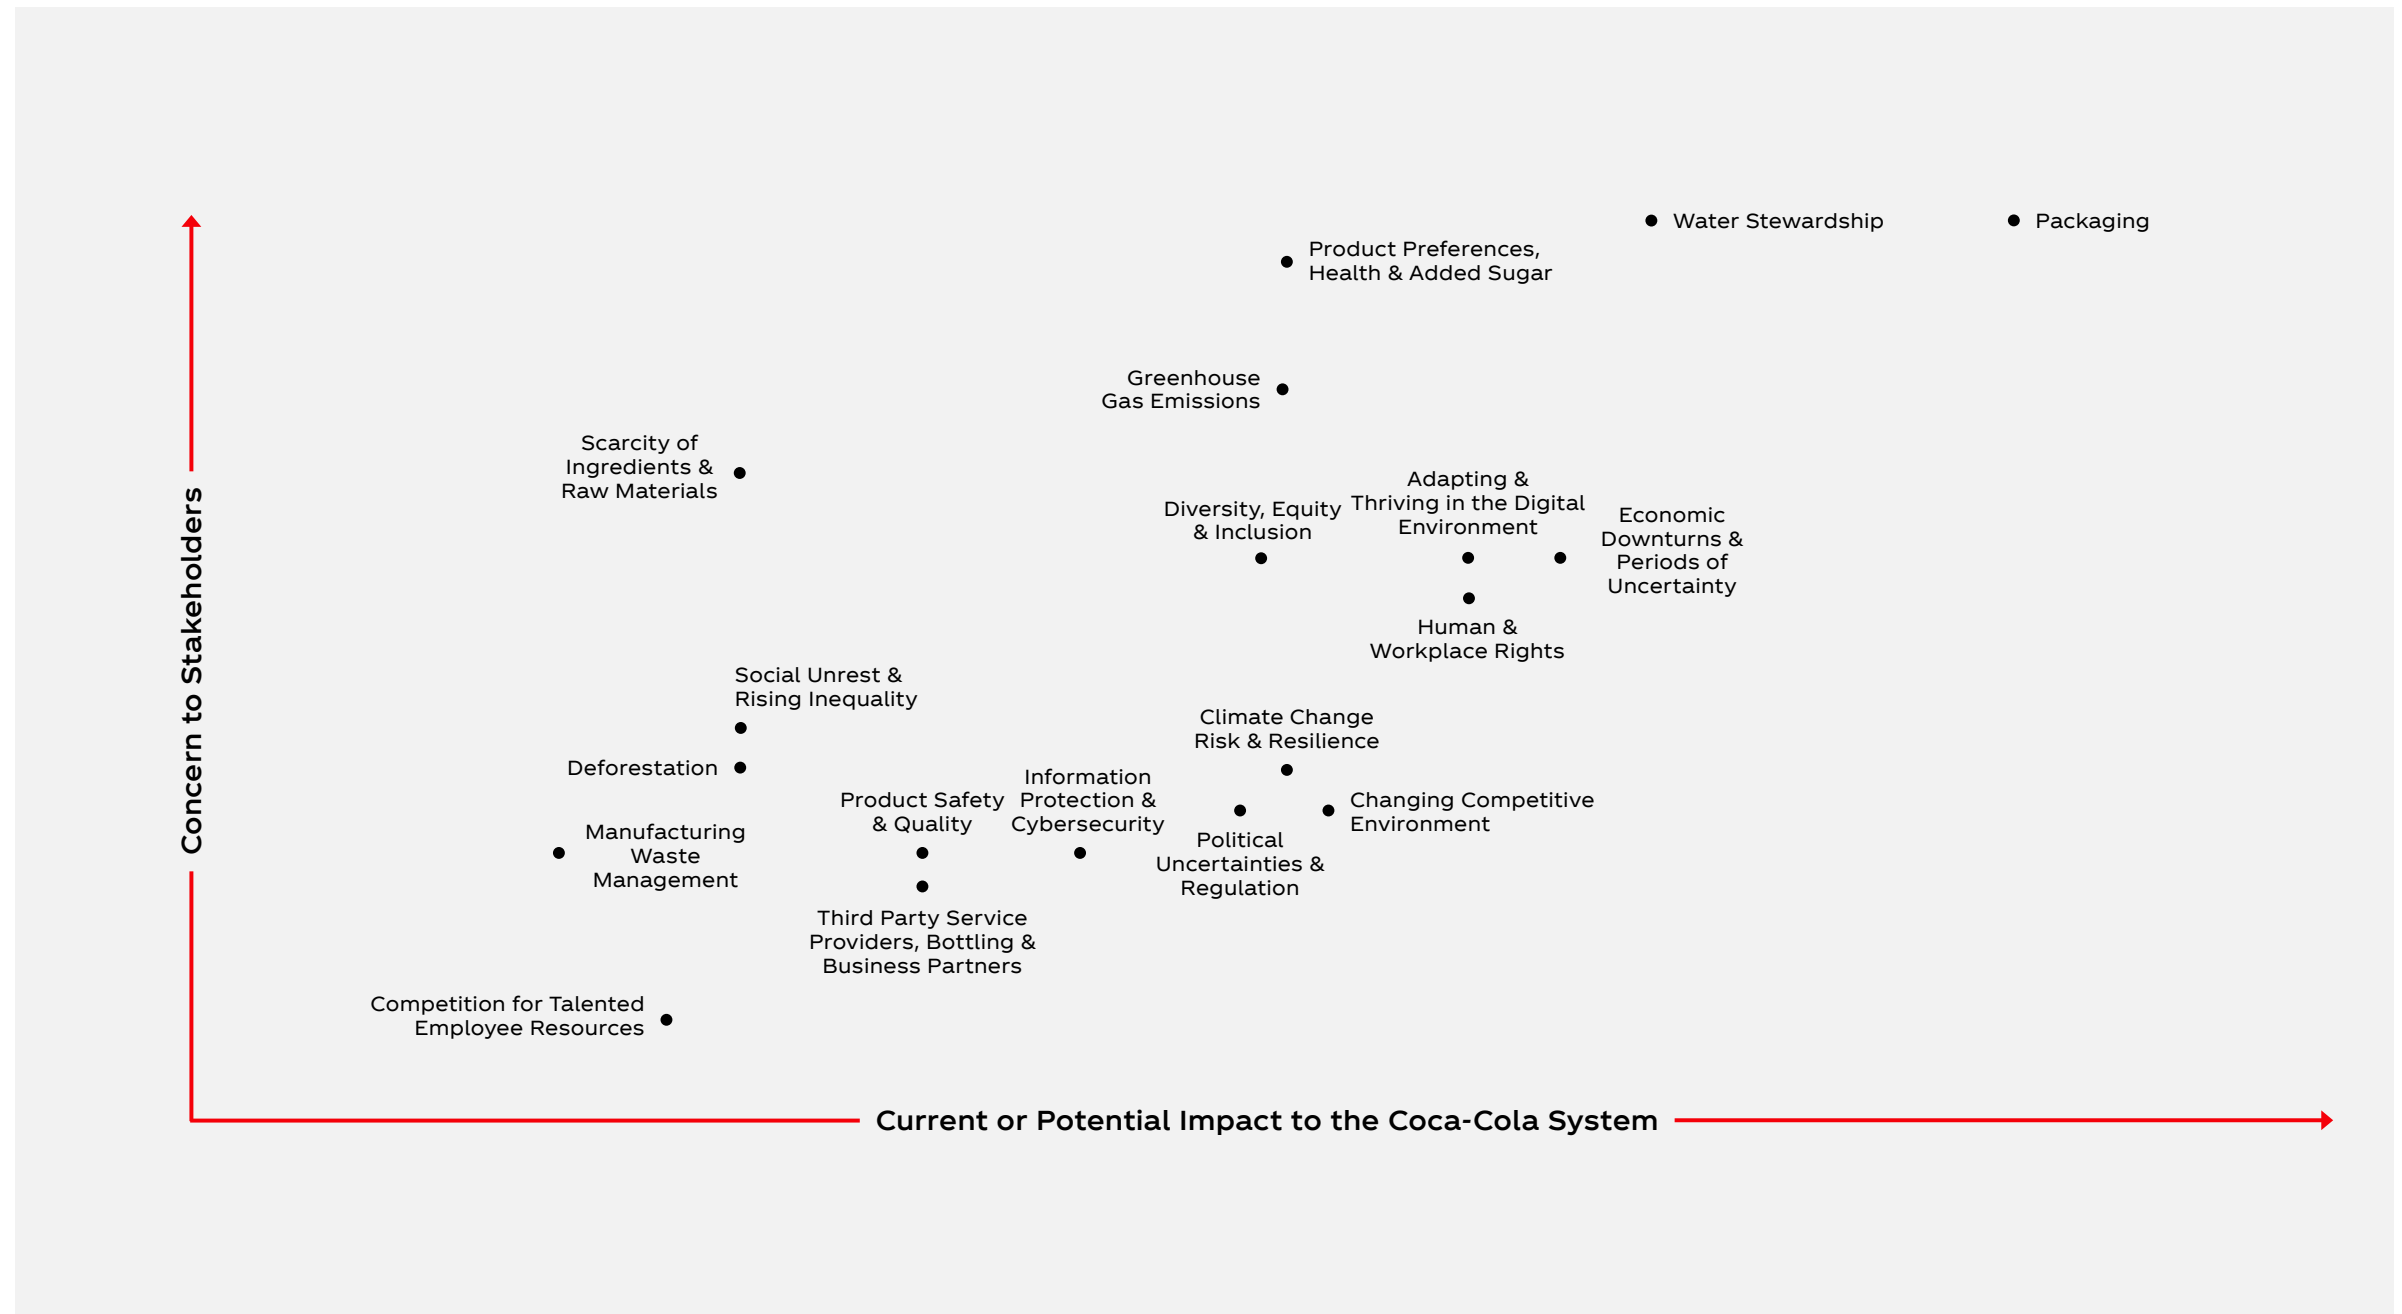 Water Stewardship
Packaging
Product Preferences,
Health & Added Sugar
Greenhouse
Gas Emissions
Scarcity of
Ingredients &
Raw Materials
Diversity, Equity
& Inclusion
Adapting &
Thriving in the Digital
Environment
Economic
Downturns &
Periods of
Uncertainty
Human &
Workplace Rights
Concern to Stakeholders
Social Unrest &
Rising Inequality
Deforestation
Climate Change
Risk & Resilience
Manufacturing
Waste
Management
Product Safety
& Quality
Information
Protection &
Cybersecurity
Political
Uncertainties &
Regulation
Changing Competitive
Environment
Third Party Service
Providers, Bottling &
Business Partners
Competition for Talented
Employee Resources
Current or Potential Impact to the Coca-Cola System